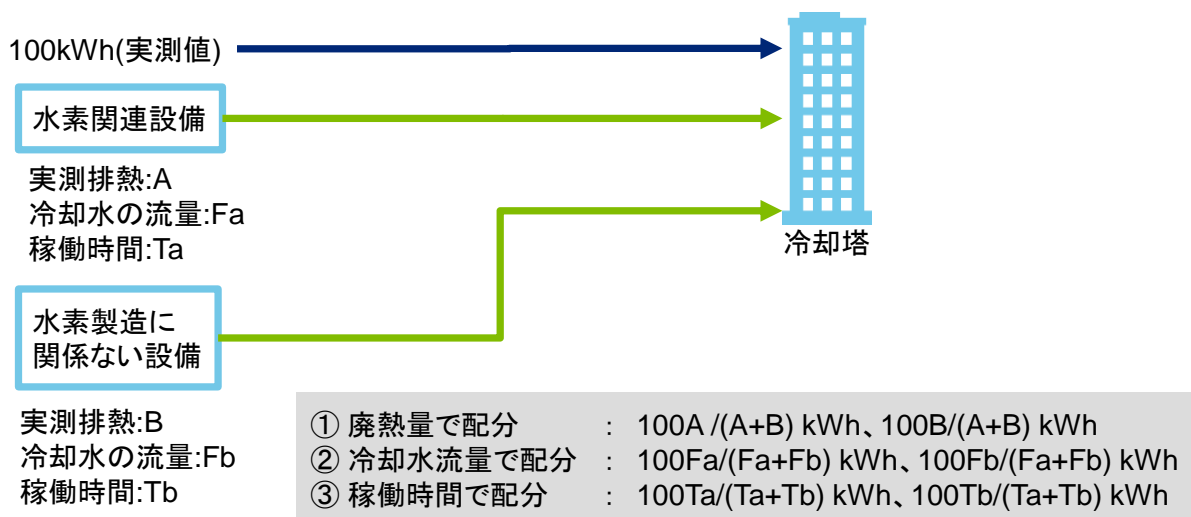 100kWh(実測値)
水素関連設備
実測排熱:A
冷却水の流量:Fa
稼働時間:Ta
冷却塔
水素製造に
関係ない設備
実測排熱:B
冷却水の流量:Fb
稼働時間:Tb
① 廃熱量で配分 : 100A /(A+B) kWh、100B/(A+B) kWh
② 冷却水流量で配分 : 100Fa/(Fa+Fb) kWh、100Fb/(Fa+Fb) kWh
③ 稼働時間で配分 : 100Ta/(Ta+Tb) kWh、100Tb/(Ta+Tb) kWh